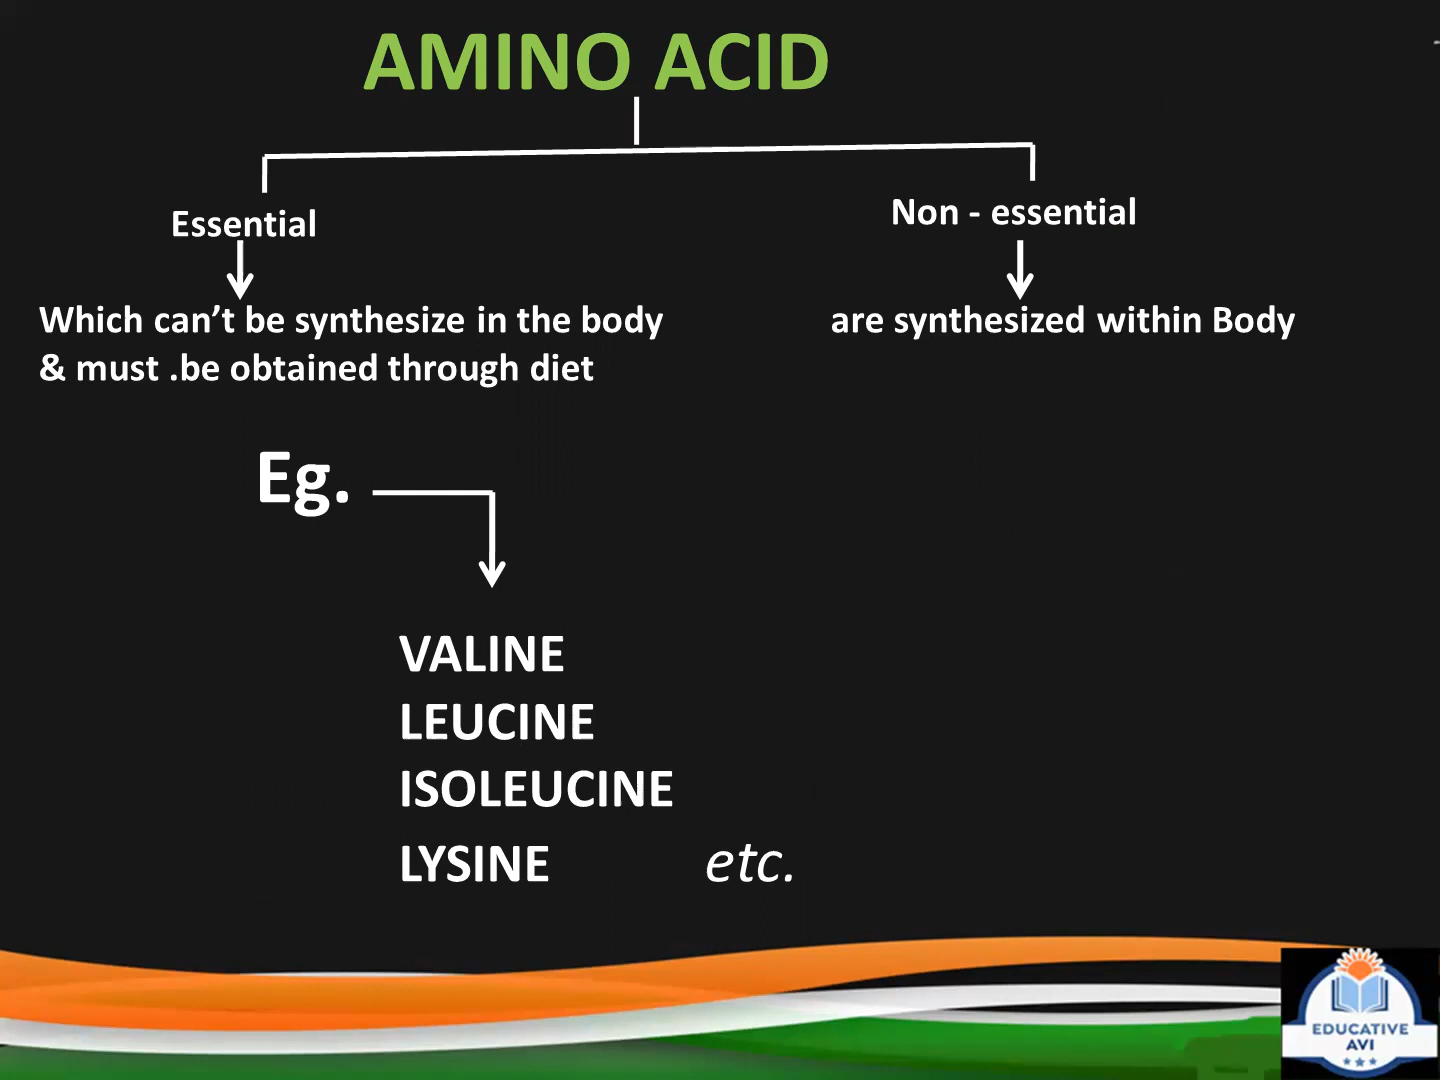 AMINO ACID
Essential
Non - essential
Which can't be synthesize in the body
& must .be obtained through diet
are synthesized within Body
Eg.
VALINE
LEUCINE
ISOLEUCINE
LYSINE etc.
EDUCATIVE
AVI